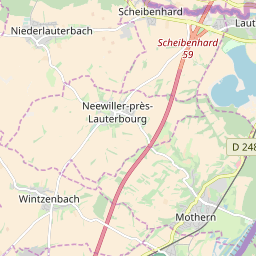 Scheibenhard
Laut
Niederlauterbach
Scheibenhard
59
Neewiller-près-
Lauterbourg
D 248
Wintzenbach
Mothern